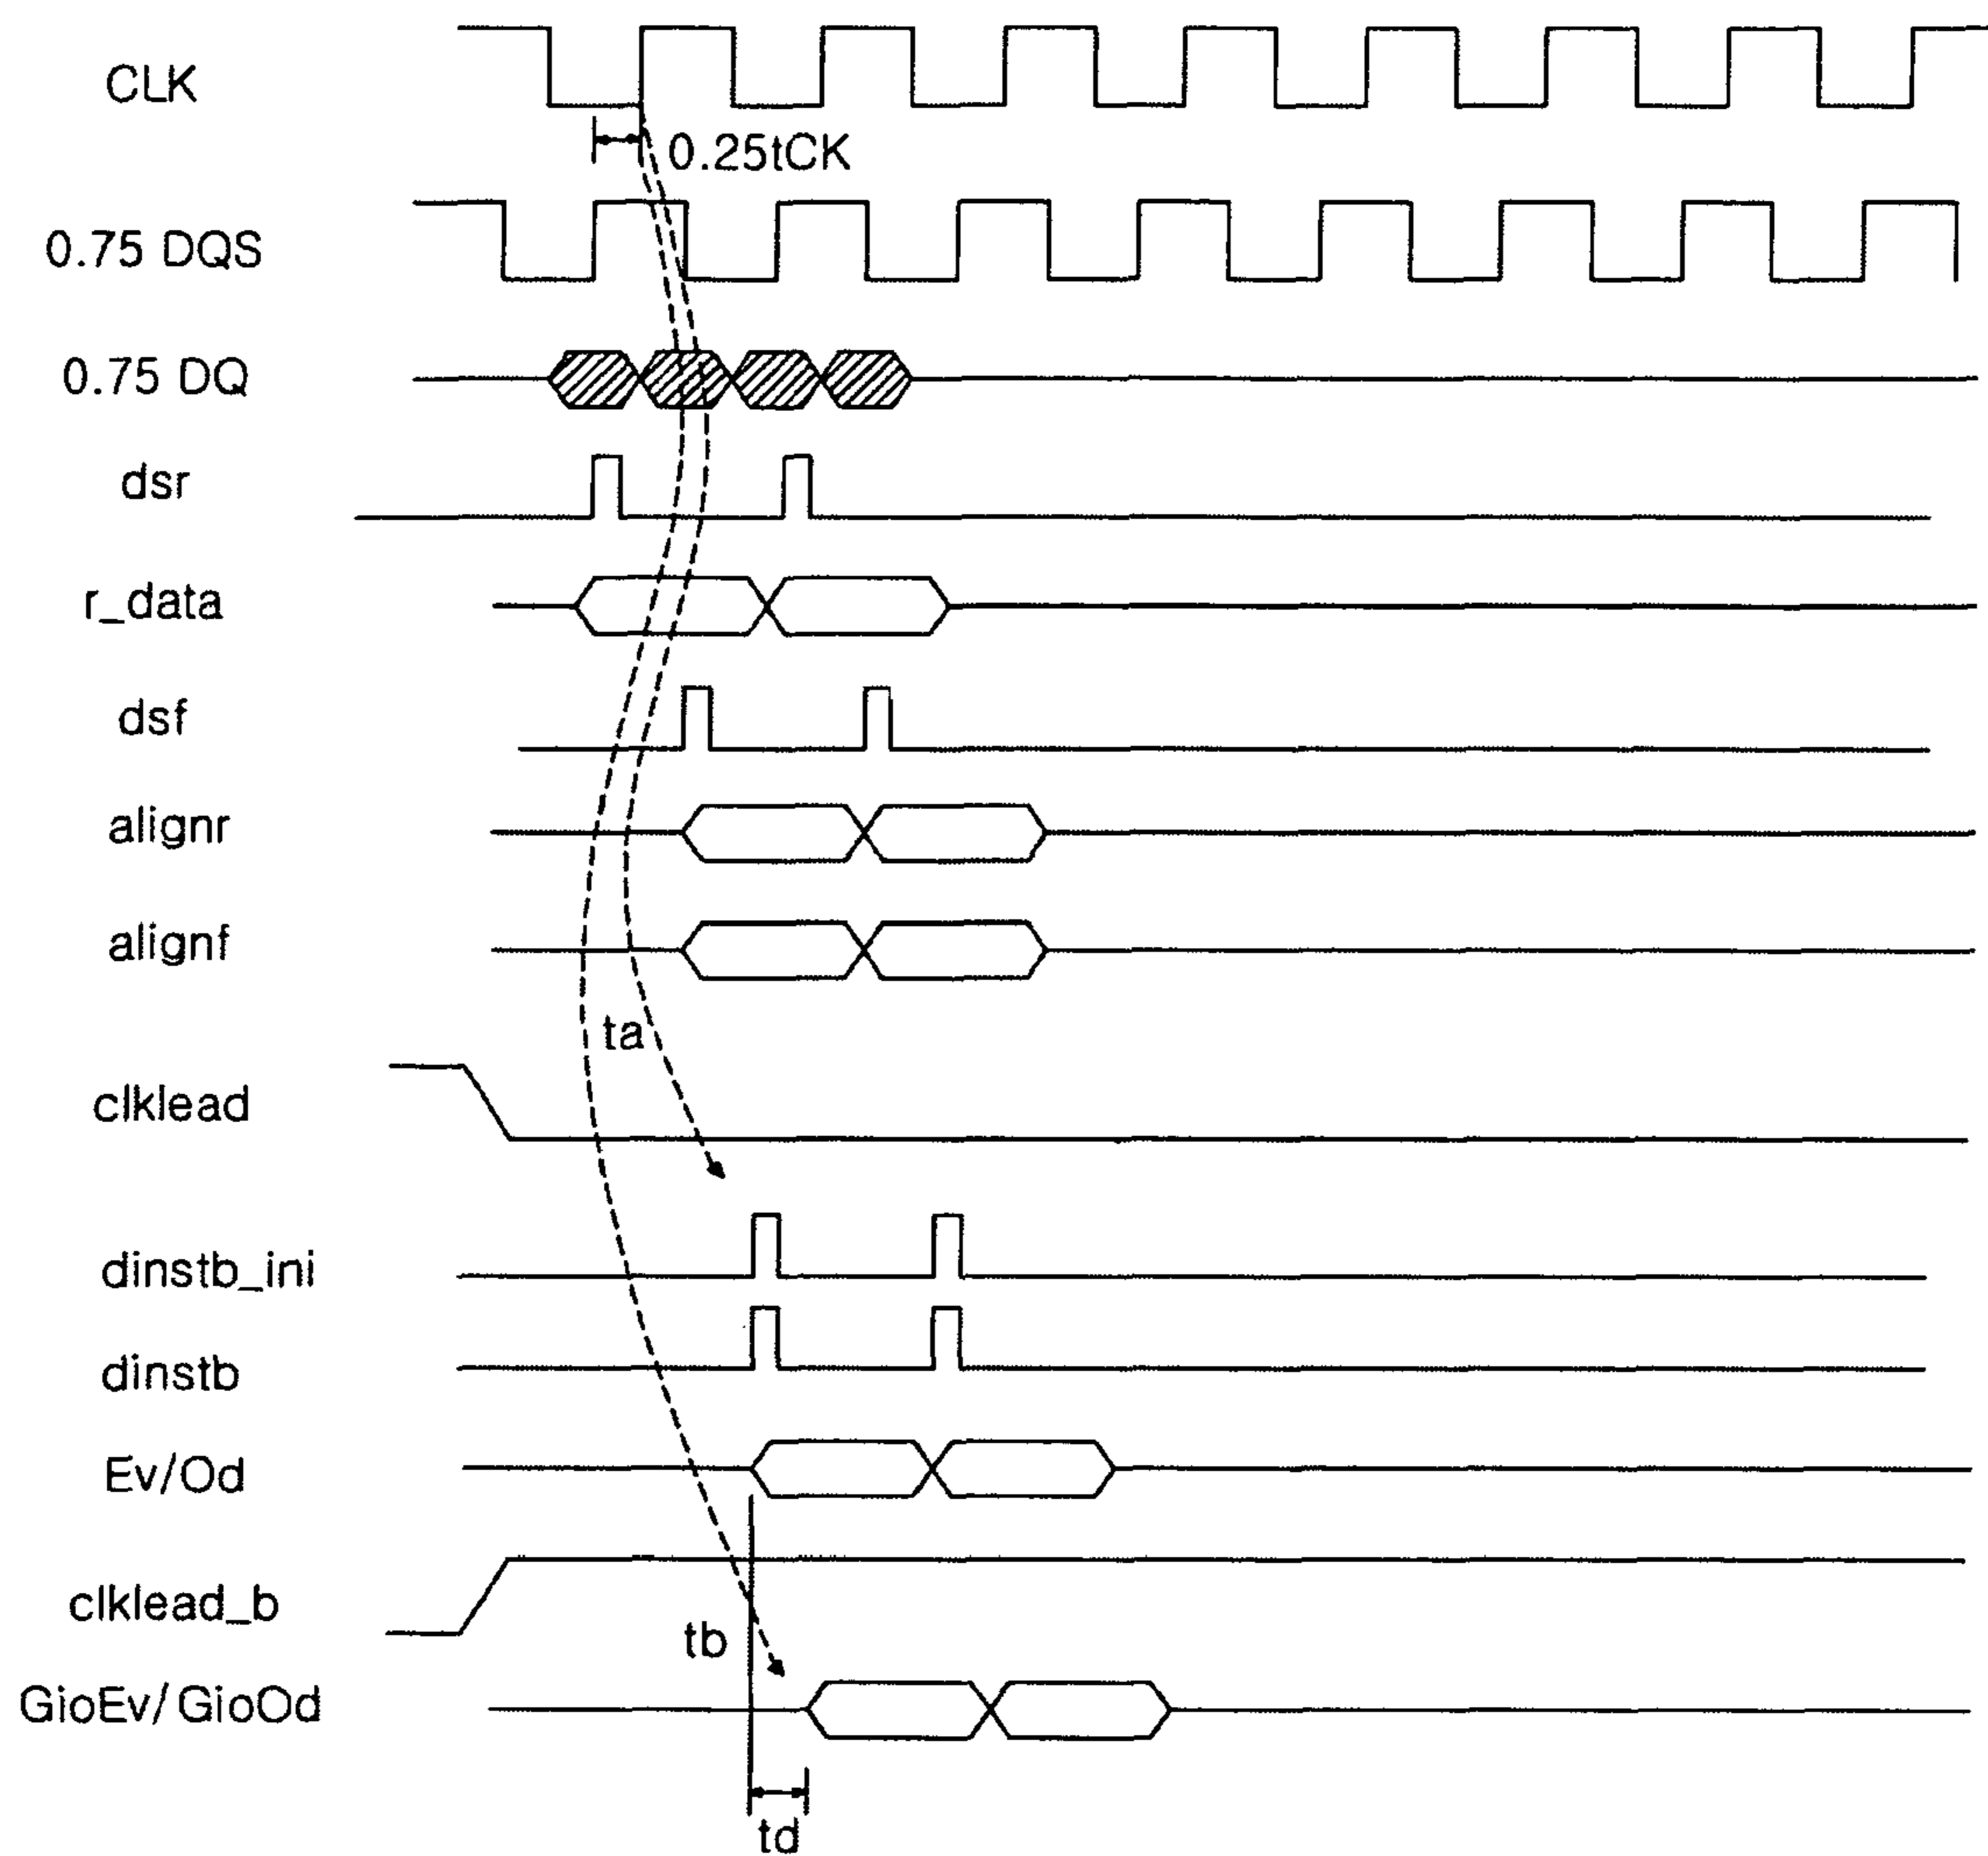 CLK
0.25tCK
0.75 DQS
0.75 DQ
dsr
r_data
dsf
alignr
alignf
ta
clklead
dinstb_ini
dinstb
Ev/Od
clklead_b
tb
GioEv/GioOd
td